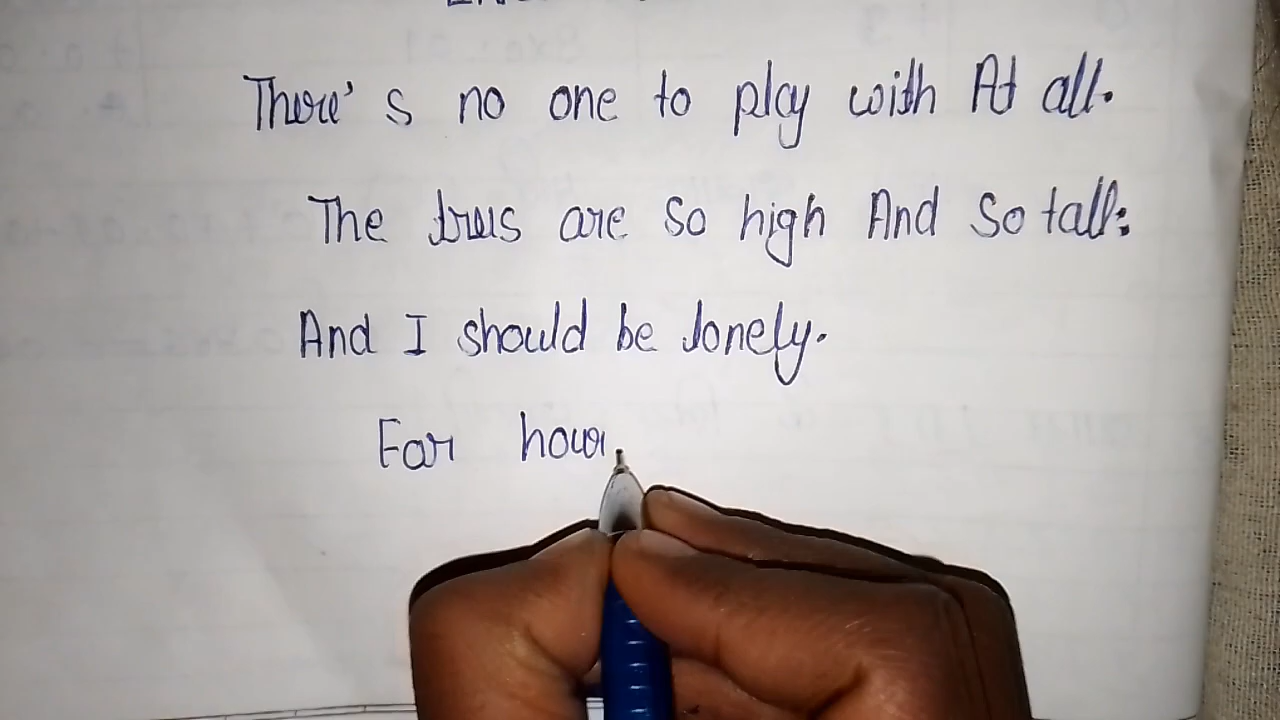 There's no one to play with At all.
The trees are so high And so tall:
And I should be lonely.
For hour